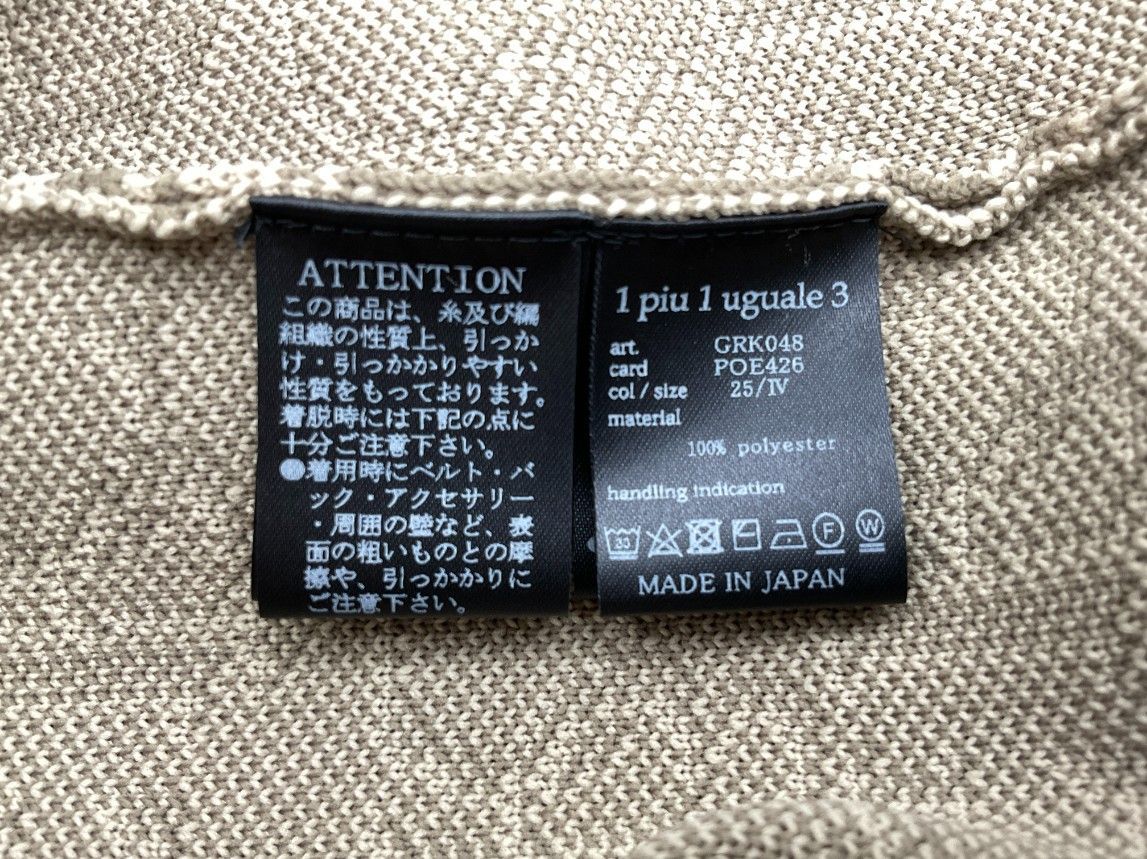 ATTENTION
この商品は、糸及び編
組織の性質上、引っか
け・引っかかりやすい
性質をもっております。
着脱時には下記の点に
十分ご注意下さい。
●着用時にベルト・バ
ック・アクセサリー
・周囲の壁など、表
面の粗いものとの摩
擦や、引っかかりに
ご注意下さい。
1 piu 1 uguale 3
art. GRK048
card POE426
col / size 25/IV
material
100% polyester
handling indication
30 F W
MADE IN JAPAN